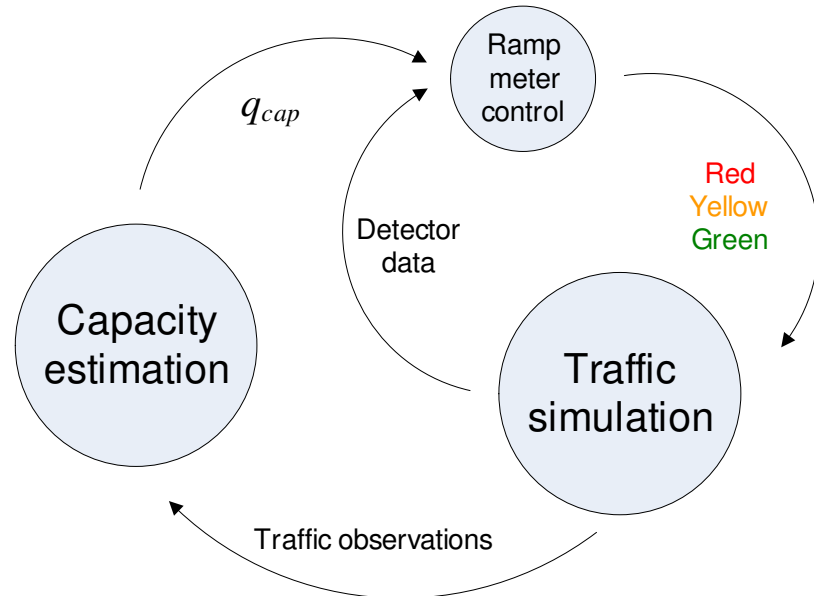 Ramp
meter
control
q_cap
Red
Yellow
Green
Detector
data
Capacity
estimation
Traffic
simulation
Traffic observations